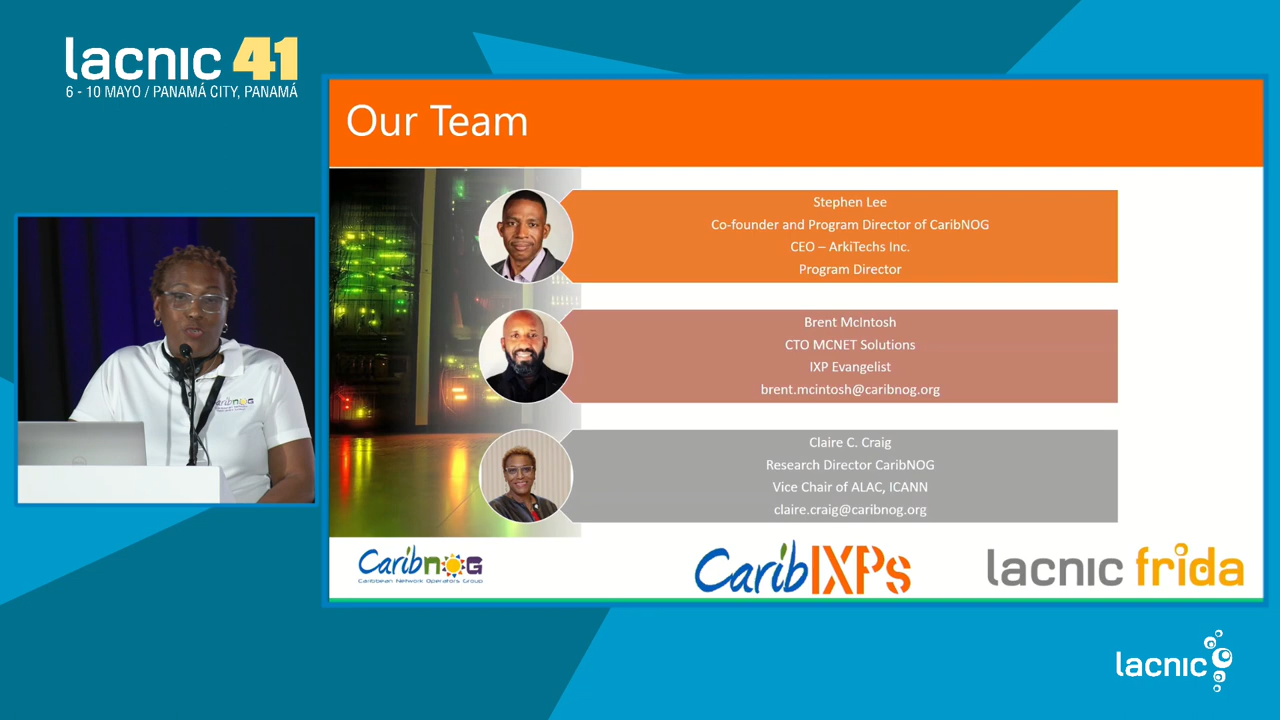 lacnic 41
6 - 10 MAYO / PANAMÁ CITY, PANAMÁ
Our Team
Stephen Lee
Co-founder and Program Director of CaribNOG
CEO – ArkiTechs Inc.
Program Director
Brent McIntosh
CTO MCNET Solutions
IXP Evangelist
brent.mcintosh@caribnog.org
Claire C. Craig
Research Director CaribNOG
Vice Chair of ALAC, ICANN
claire.craig@caribnog.org
caribnog
CaribNOG
Caribbean Network Operators Group
CaribIXPs
lacnic frida
lacnic